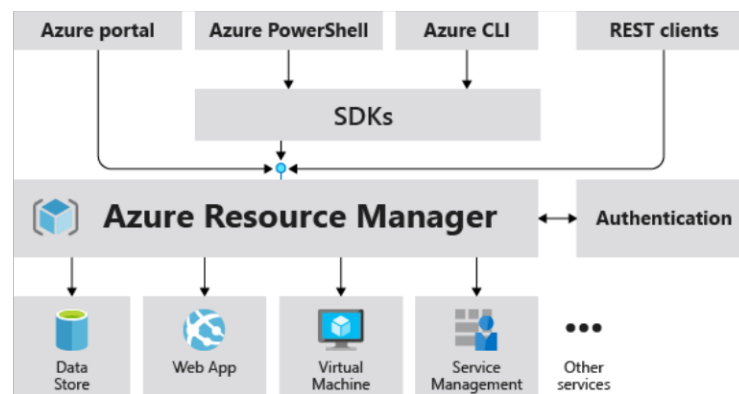 Azure portal
Azure PowerShell
Azure CLI
REST clients
SDKs
Azure Resource Manager
Authentication
Data
Store
Web App
Virtual
Machine
Service
Management
Other
services